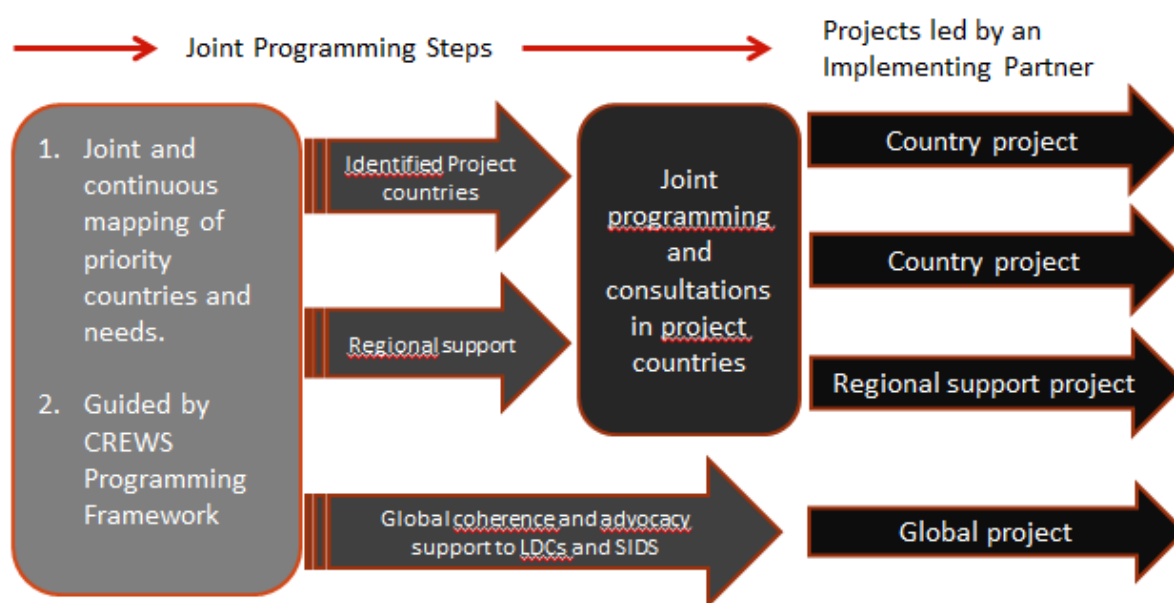 Joint Programming Steps
Projects led by an
Implementing Partner
1. Joint and
continuous
mapping of
priority
countries and
needs.
2. Guided by
CREWS
Programming
Framework
Identified Project
countries
Regional support
Global coherence and advocacy
support to LDCs and SIDS
Joint
programming
and
consultations
in project
countries
Country project
Country project
Regional support project
Global project